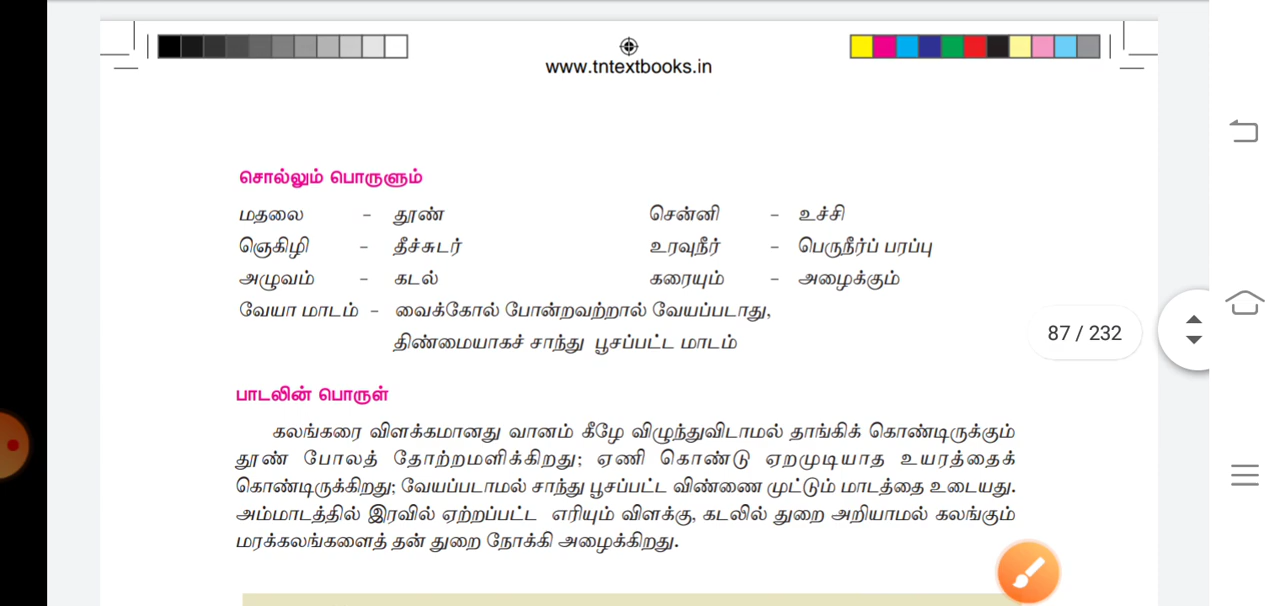 www.tntextbooks.in
சொல்லும் பொருளும்
மதலை - தூண் சென்னி - உச்சி
ஞெகிழி - தீச்சுடர் உரவுநீர் - பெருநீர்ப் பரப்பு
அழுவம் - கடல் கரையும் - அழைக்கும்
வேயா மாடம் - வைக்கோல் போன்றவற்றால் வேயப்படாது,
திண்மையாகச் சாந்து பூசப்பட்ட மாடம்
87 / 232
பாடலின் பொருள்
கலங்கரை விளக்கமானது வானம் கீழே விழுந்துவிடாமல் தாங்கிக் கொண்டிருக்கும்
தூண் போலத் தோற்றமளிக்கிறது; ஏணி கொண்டு ஏறமுடியாத உயரத்தைக்
கொண்டிருக்கிறது; வேயப்படாமல் சாந்து பூசப்பட்ட விண்ணை முட்டும் மாடத்தை உடையது.
அம்மாடத்தில் இரவில் ஏற்றப்பட்ட எரியும் விளக்கு, கடலில் துறை அறியாமல் கலங்கும்
மரக்கலங்களைத் தன் துறை நோக்கி அழைக்கிறது.